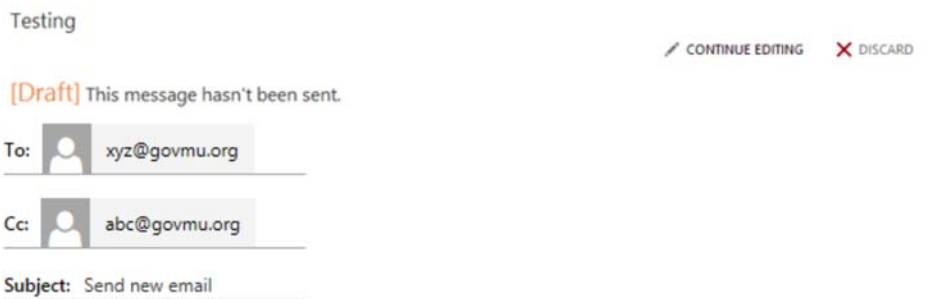 Testing
CONTINUE EDITING DISCARD
[Draft] This message hasn't been sent.
To: xyz@govmu.org
Cc: abc@govmu.org
Subject: Send new email